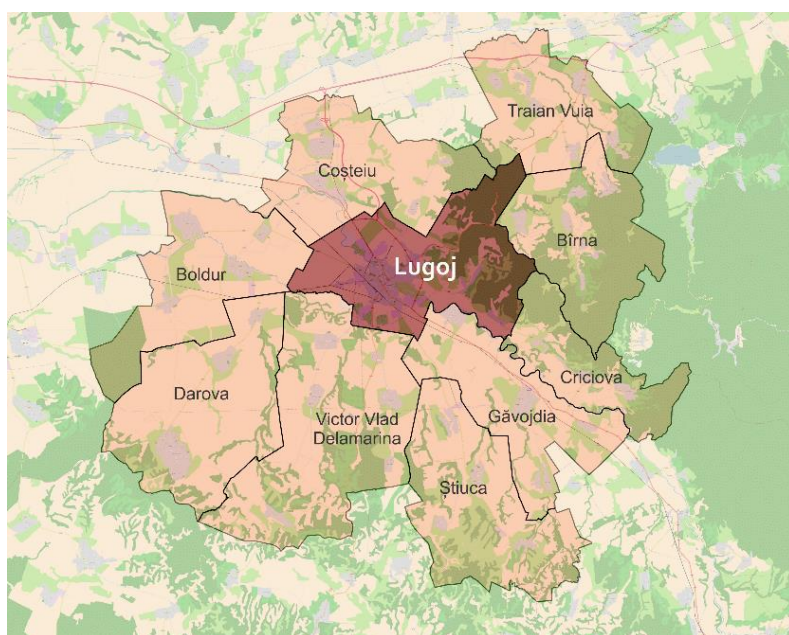 Traian Vuia
Coșteiu
Bîrna
Lugoj
Boldur
Criciova
Darova
Găvojdia
Victor Vlad
Delamarina
Știuca